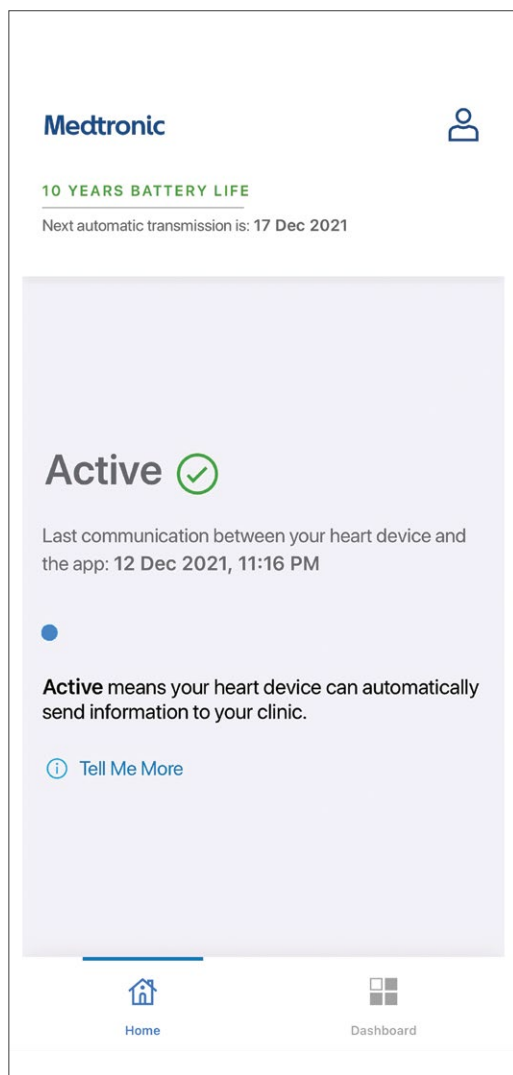 Medtronic
10 YEARS BATTERY LIFE
Next automatic transmission is: 17 Dec 2021
Active
Last communication between your heart device and
the app: 12 Dec 2021, 11:16 PM
Active means your heart device can automatically
send information to your clinic.
Tell Me More
Home
Dashboard